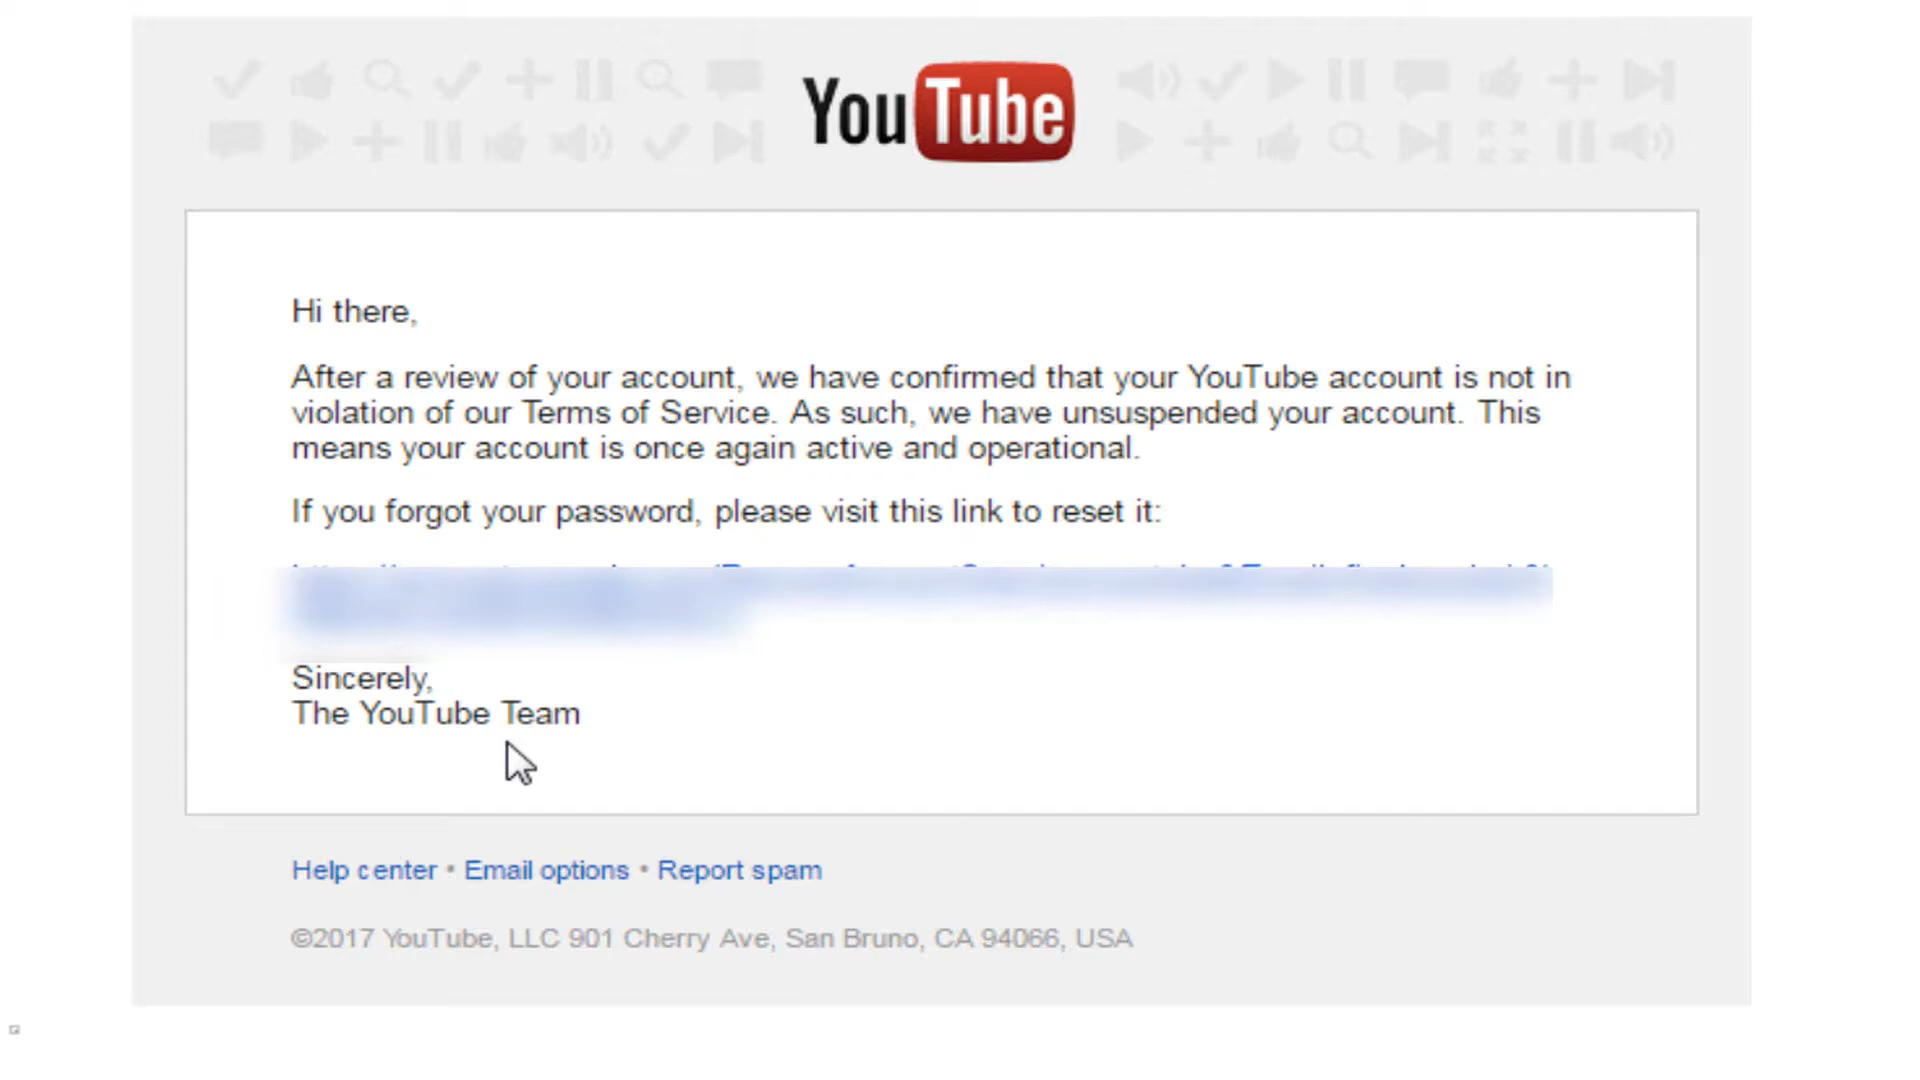 YouTube
Hi there,
After a review of your account, we have confirmed that your YouTube account is not in
violation of our Terms of Service. As such, we have unsuspended your account. This
means your account is once again active and operational.
If you forgot your password, please visit this link to reset it:
Sincerely,
The YouTube Team
Help center • Email options • Report spam
©2017 YouTube, LLC 901 Cherry Ave, San Bruno, CA 94066, USA